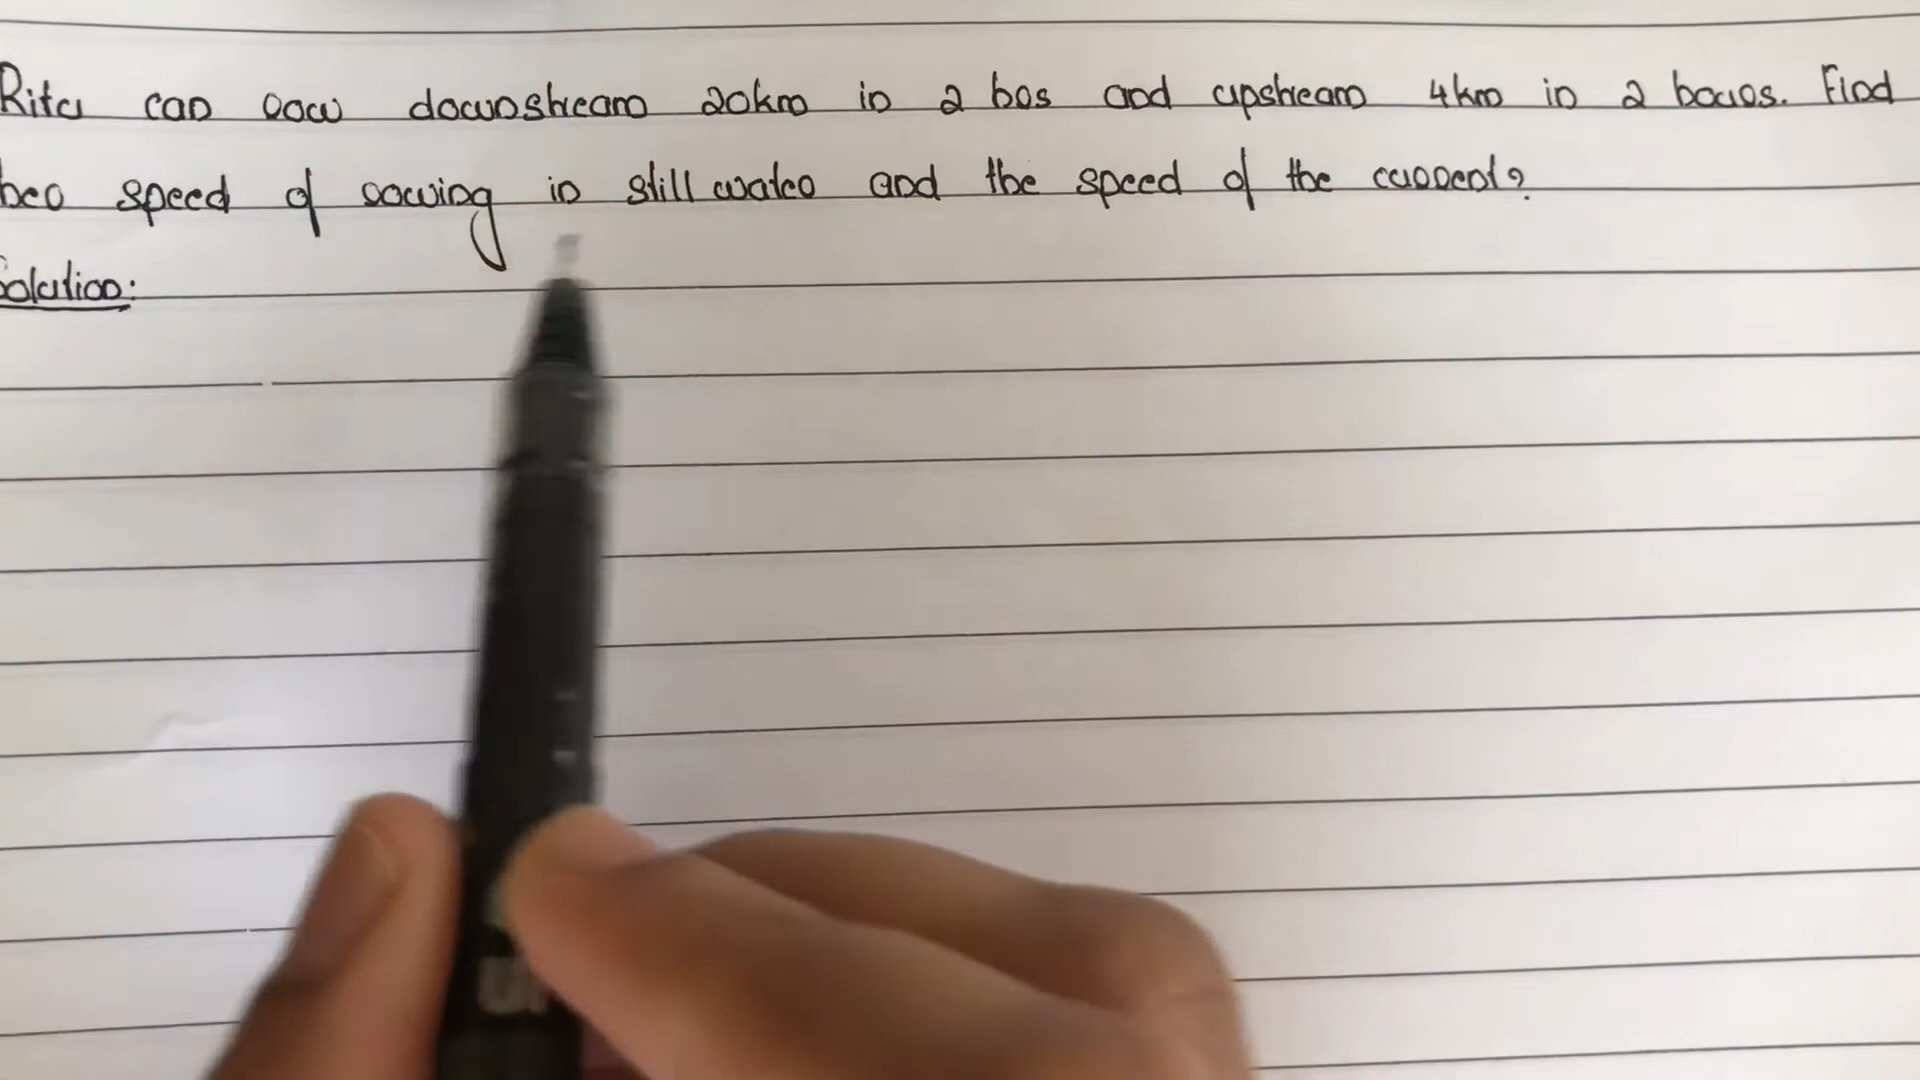 Ritu can row downstream 20km in 2 hrs and upstream 4km in 2 hours. Find
her speed of rowing in still water and the speed of the current?
Solution: